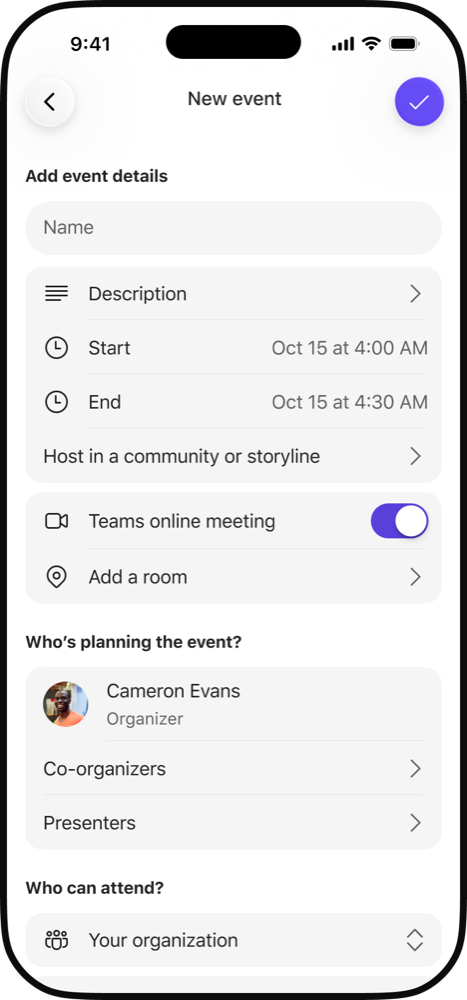 9:41
New event
Add event details
Name
Description
Start Oct 15 at 4:00 AM
End Oct 15 at 4:30 AM
Host in a community or storyline
Teams online meeting
Add a room
Who’s planning the event?
Cameron Evans
Organizer
Co-organizers
Presenters
Who can attend?
Your organization